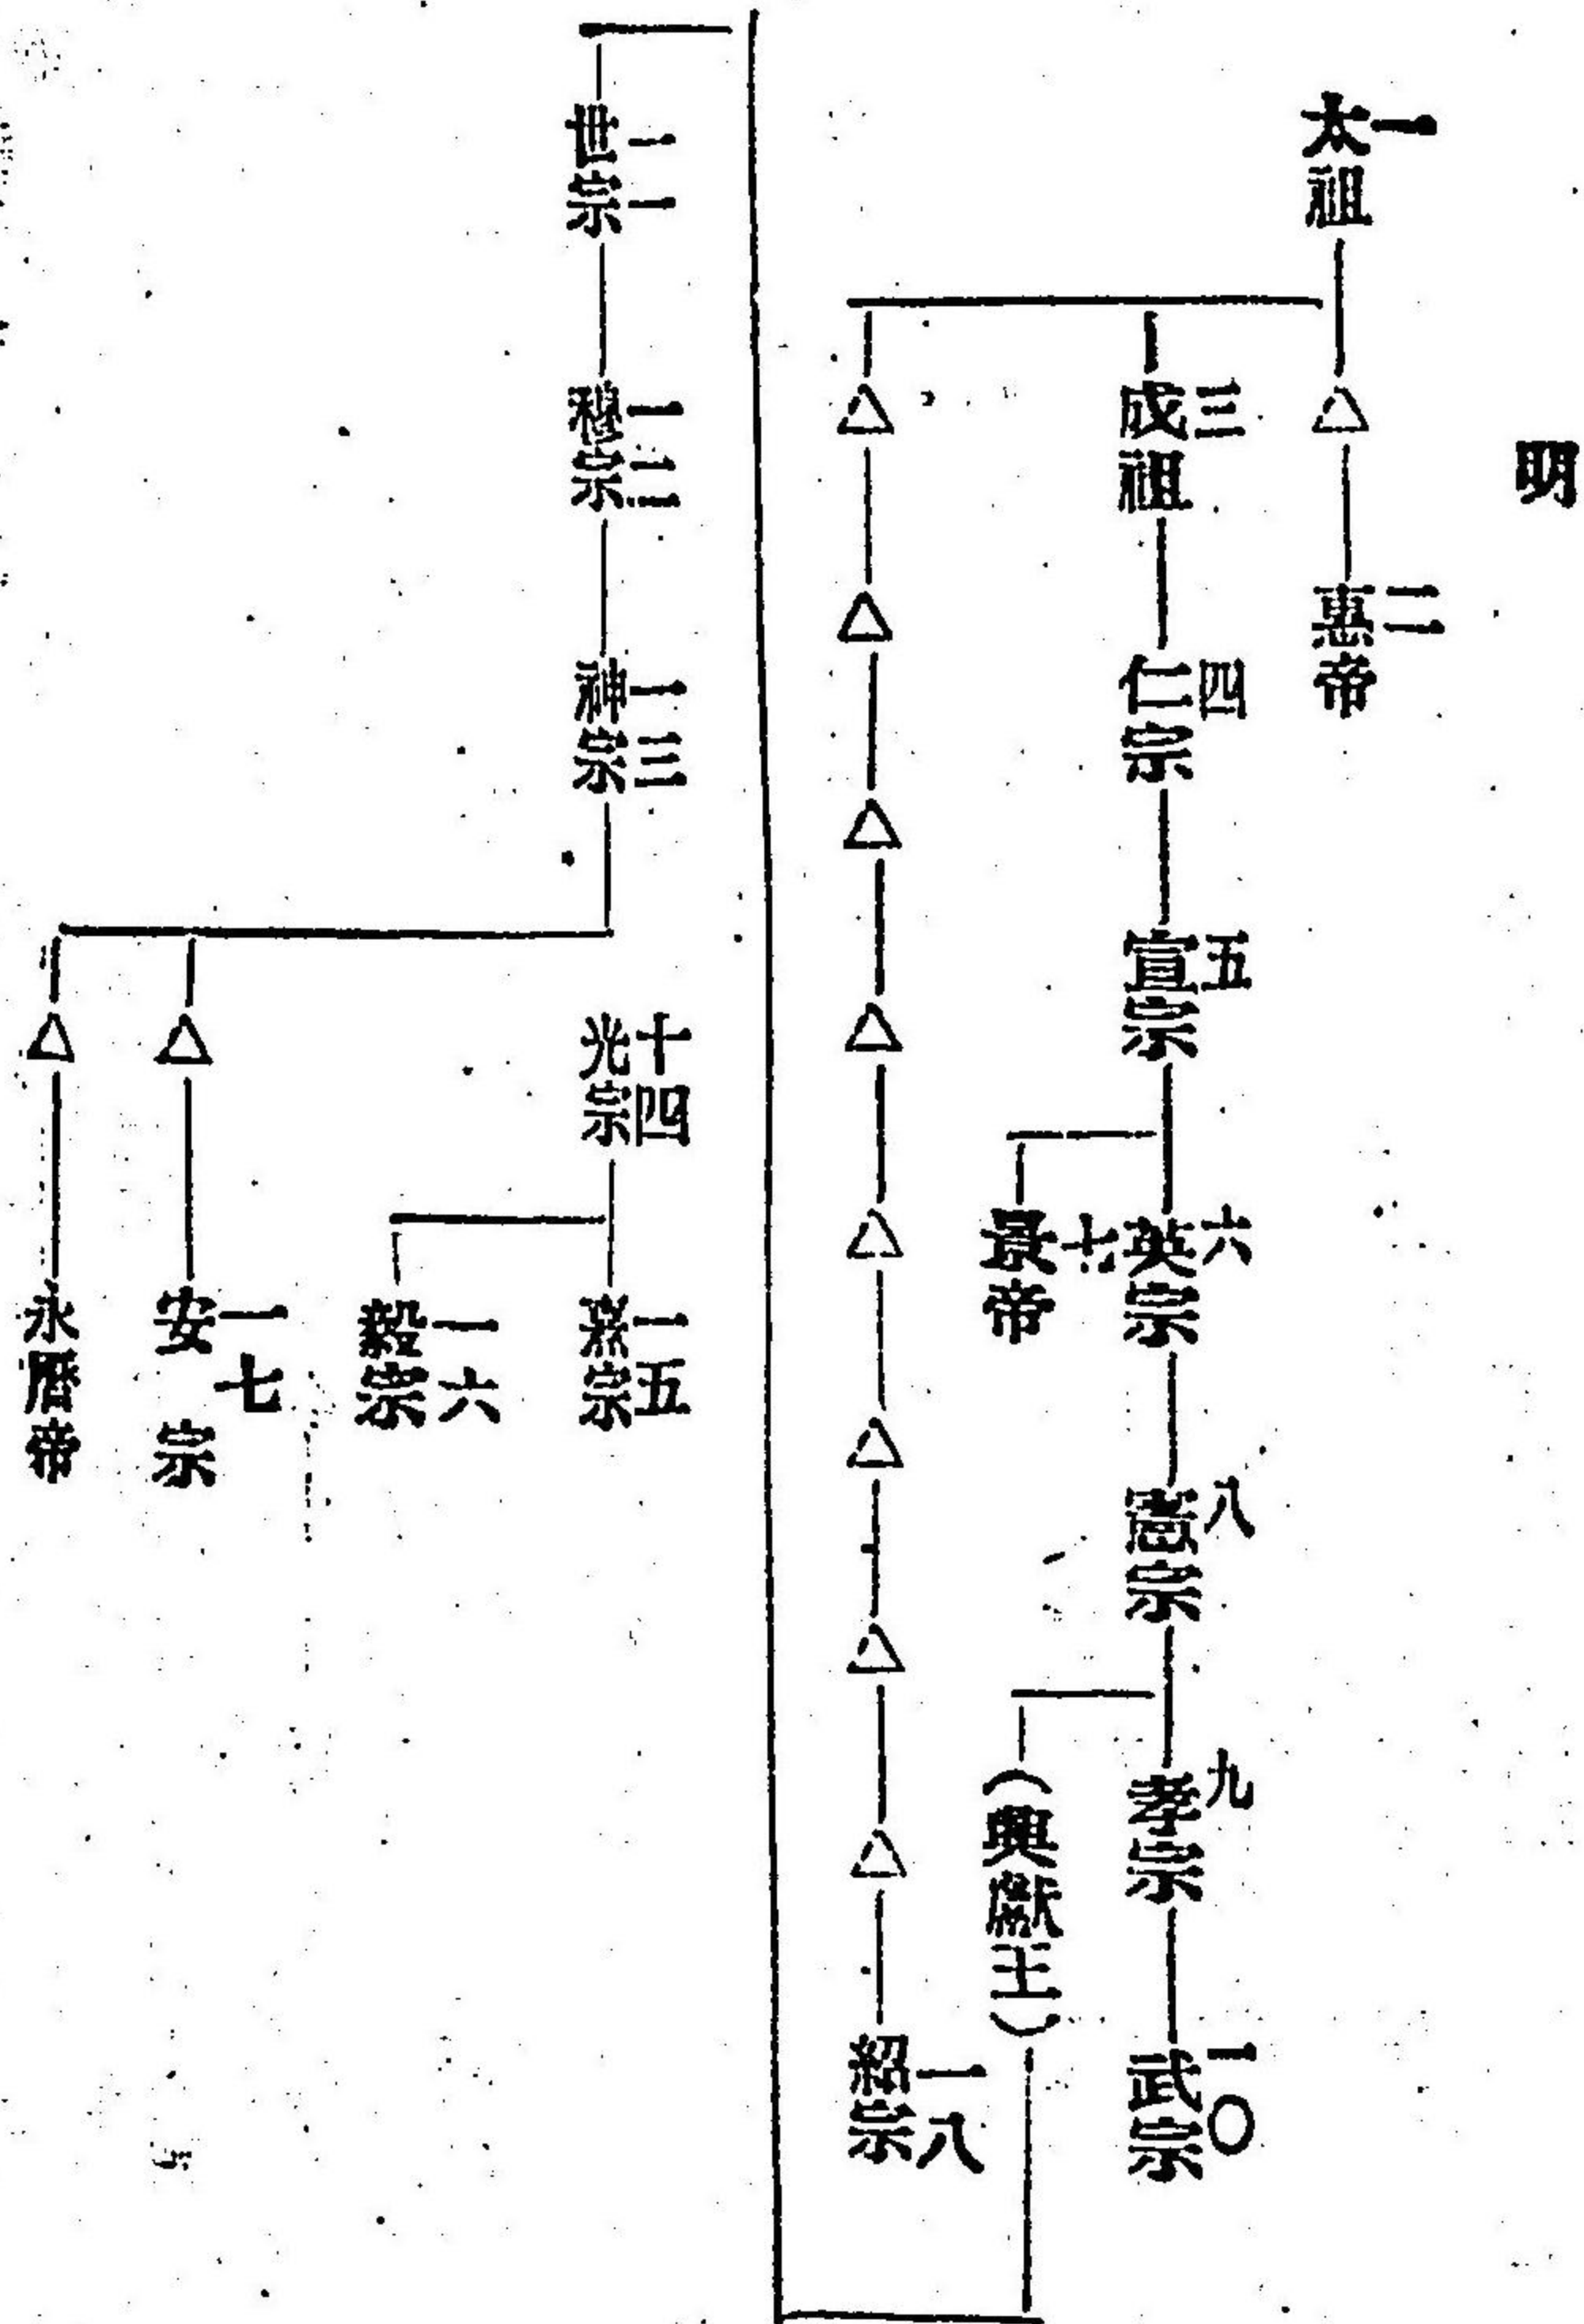 明
一
太祖
△
二
惠帝
三
成祖
四
仁宗
五
宣宗
六
英宗
七
景帝
八
憲宗
九
孝宗
一〇
武宗
(興獻王)
△
△
△
△
△
△
△
△
一八
紹宗
一一
世宗
一二
穆宗
一三
神宗
十四
光宗
一五
熹宗
一六
毅宗
△
一七
安宗
△
永曆帝